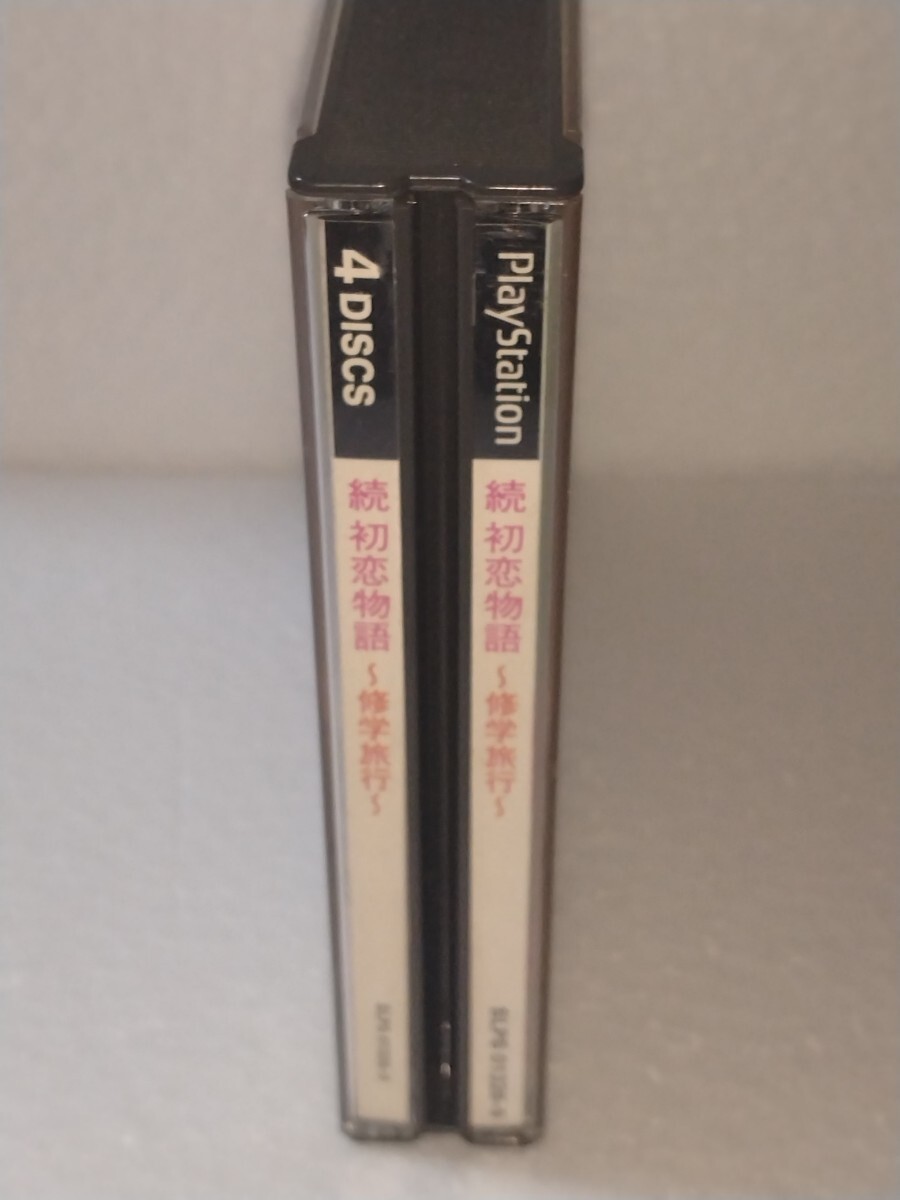 4 DISCS
続 初恋物語
～修学旅行～
PlayStation
続 初恋物語
～修学旅行～